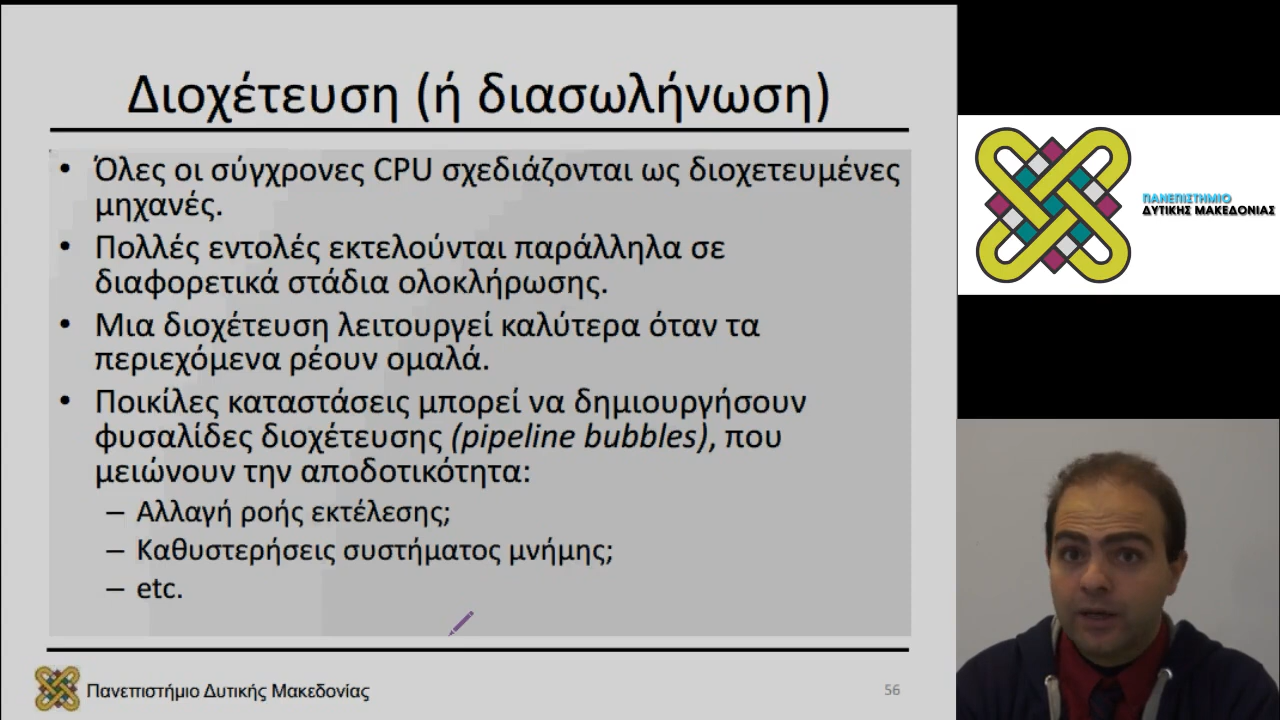 Διοχέτευση (ή διασωλήνωση)
• Όλες οι σύγχρονες CPU σχεδιάζονται ως διοχετευμένες
μηχανές.
• Πολλές εντολές εκτελούνται παράλληλα σε
διαφορετικά στάδια ολοκλήρωσης.
• Μια διοχέτευση λειτουργεί καλύτερα όταν τα
περιεχόμενα ρέουν ομαλά.
• Ποικίλες καταστάσεις μπορεί να δημιουργήσουν
φυσαλίδες διοχέτευσης (pipeline bubbles), που
μειώνουν την αποδοτικότητα:
– Αλλαγή ροής εκτέλεσης;
– Καθυστερήσεις συστήματος μνήμης;
– etc.
Πανεπιστήμιο Δυτικής Μακεδονίας
56
ΠΑΝΕΠΙΣΤΗΜΙΟ
ΔΥΤΙΚΗΣ ΜΑΚΕΔΟΝΙΑΣ